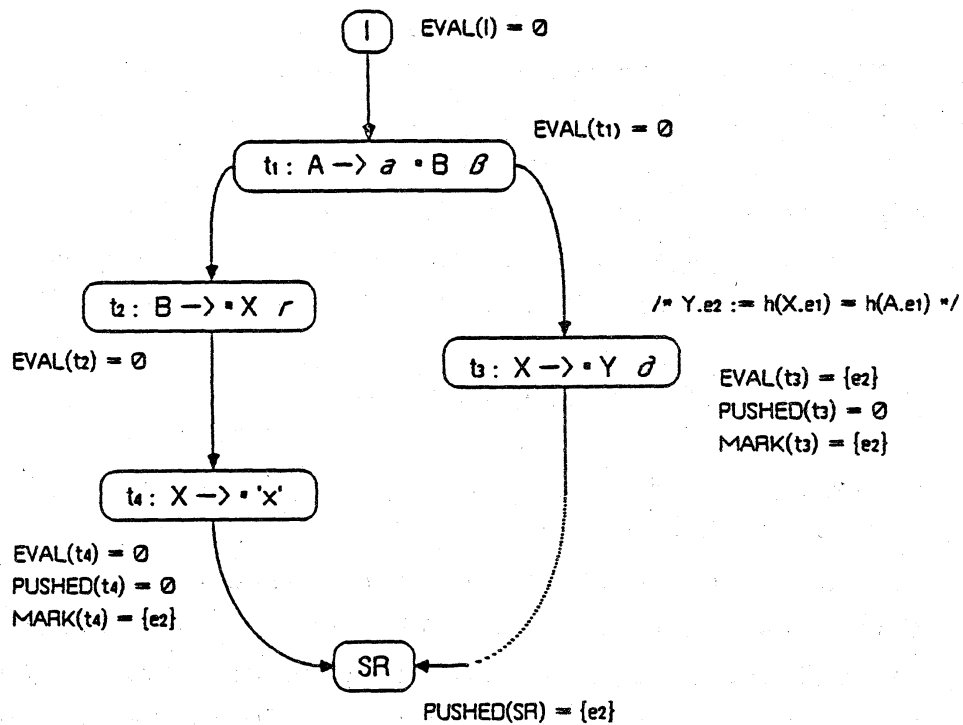 I EVAL(I) = Ø
EVAL(t1) = Ø
t1 : A —> a • B β
t2 : B —> • X r
/* Y.e2 := h(X.e1) = h(A.e1) */
EVAL(t2) = Ø
t3 : X —> • Y ∂
EVAL(t3) = {e2}
PUSHED(t3) = Ø
MARK(t3) = {e2}
t4 : X —> • 'x'
EVAL(t4) = Ø
PUSHED(t4) = Ø
MARK(t4) = {e2}
SR
PUSHED(SR) = {e2}